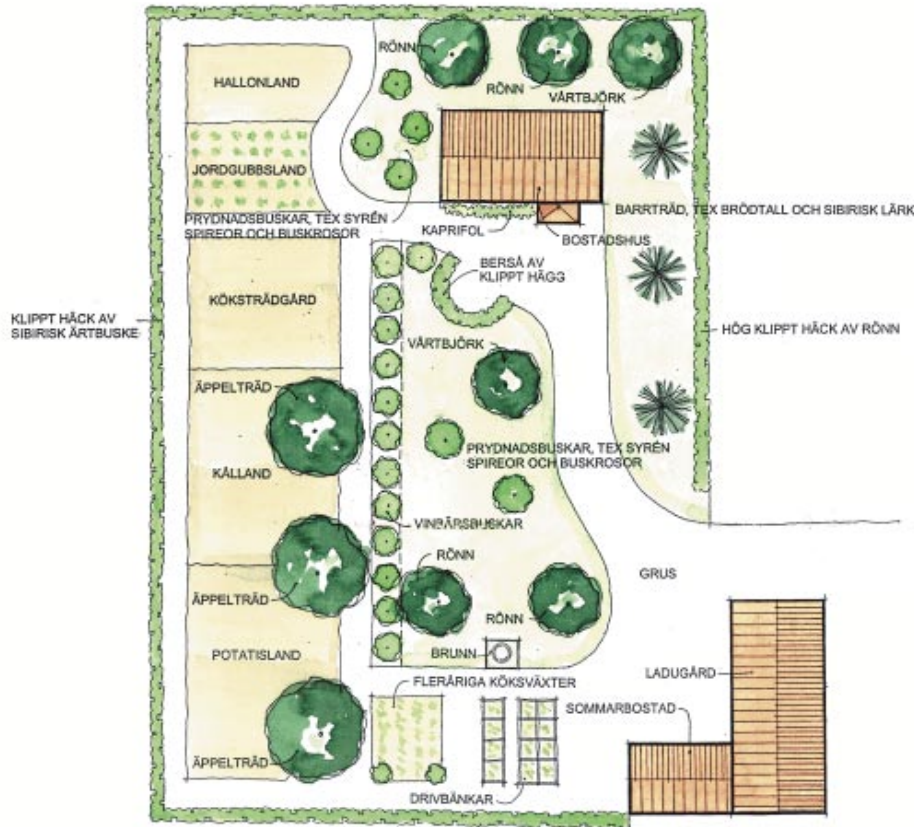 RÖNN
RÖNN
VÅRTBJÖRK
HALLONLAND
JORDGUBBSLAND
PRYDNADSBUSKAR, TEX SYRÉN
SPIREOR OCH BUSKROSOR
KAPRIFOL
BOSTADSHUS
BARRTRÄD, TEX BRÖDTALL OCH SIBIRISK LÄRK
BERSÅ AV
KLIPPT HÄGG
KÖKSTRÄDGÅRD
KLIPPT HÄCK AV
SIBIRISK ÄRTBUSKE
HÖG KLIPPT HÄCK AV RÖNN
VÅRTBJÖRK
ÄPPELTRÄD
PRYDNADSBUSKAR, TEX SYRÉN
SPIREOR OCH BUSKROSOR
KÅLLAND
VINBÄRSBUSKAR
RÖNN
GRUS
ÄPPELTRÄD
RÖNN
POTATISLAND
BRUNN
LADUGÅRD
FLERÅRIGA KÖKSVÄXTER
SOMMARBOSTAD
ÄPPELTRÄD
DRIVBÄNKAR